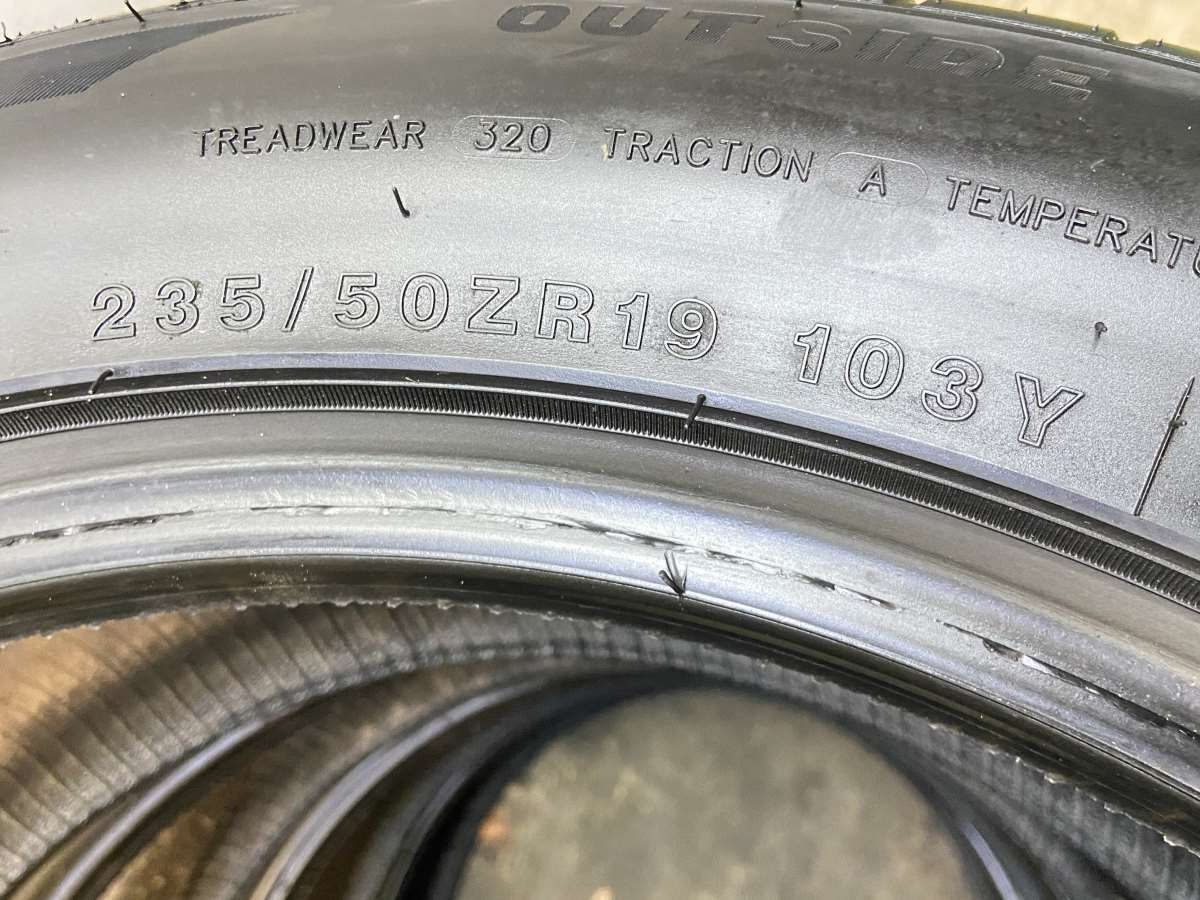 OUTSIDE
TREADWEAR 320 TRACTION A TEMPERATU
235/50ZR19 103Y